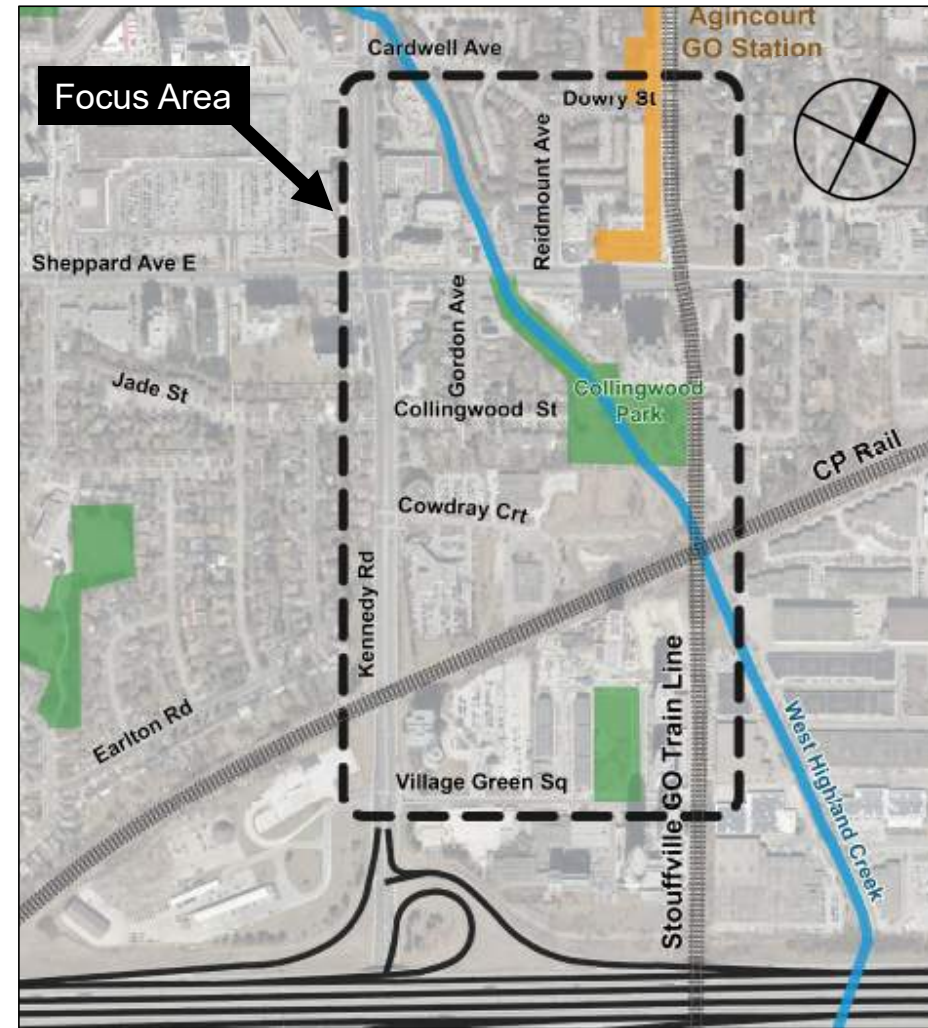 Agincourt
GO Station
Cardwell Ave
Focus Area
Dowry St
Reidmount Ave
Sheppard Ave E
Gordon Ave
Jade St
Collingwood St
Collingwood
Park
CP Rail
Cowdray Crt
Kennedy Rd
Stouffville GO Train Line
Earlton Rd
West Highland Creek
Village Green Sq